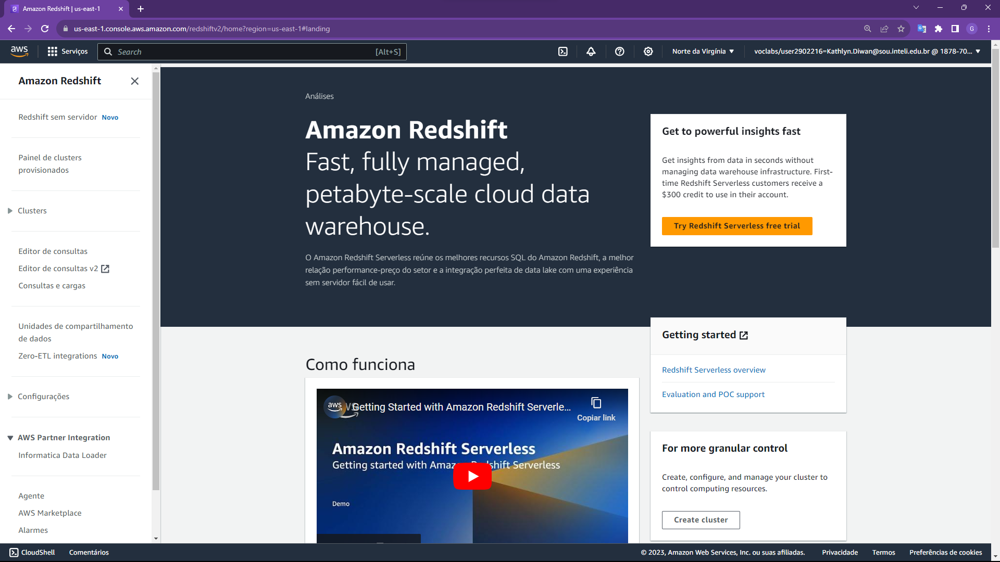 Amazon Redshift | us-east-1
us-east-1.console.aws.amazon.com/redshiftv2/home?region=us-east-1#landing
G
aws
Serviços
Search
[Alt+S]
Norte da Virgínia
voclabs/user2902216=Kathlyn.Diwan@sou.inteli.edu.br @ 1878-70...
Amazon Redshift
Redshift sem servidor Novo
Painel de clusters
provisionados
Clusters
Editor de consultas
Editor de consultas v2
Consultas e cargas
Unidades de compartilhamento
de dados
Zero-ETL integrations Novo
Configurações
AWS Partner Integration
Informatica Data Loader
Agente
AWS Marketplace
Alarmes
Análises
Amazon Redshift
Fast, fully managed,
petabyte-scale cloud data
warehouse.
O Amazon Redshift Serverless reúne os melhores recursos SQL do Amazon Redshift, a melhor
relação performance-preço do setor e a integração perfeita de data lake com uma experiência
sem servidor fácil de usar.
Get to powerful insights fast
Get insights from data in seconds without
managing data warehouse infrastructure. First-
time Redshift Serverless customers receive a
$300 credit to use in their account.
Try Redshift Serverless free trial
Como funciona
aws
Getting Started with Amazon Redshift Serverle...
Copiar link
Amazon Redshift Serverless
Getting started with Amazon Redshift Serverless
Demo
Getting started
Redshift Serverless overview
Evaluation and POC support
For more granular control
Create, configure, and manage your cluster to
control computing resources.
Create cluster
CloudShell
Comentários
© 2023, Amazon Web Services, Inc. ou suas afiliadas.
Privacidade
Termos
Preferências de cookies